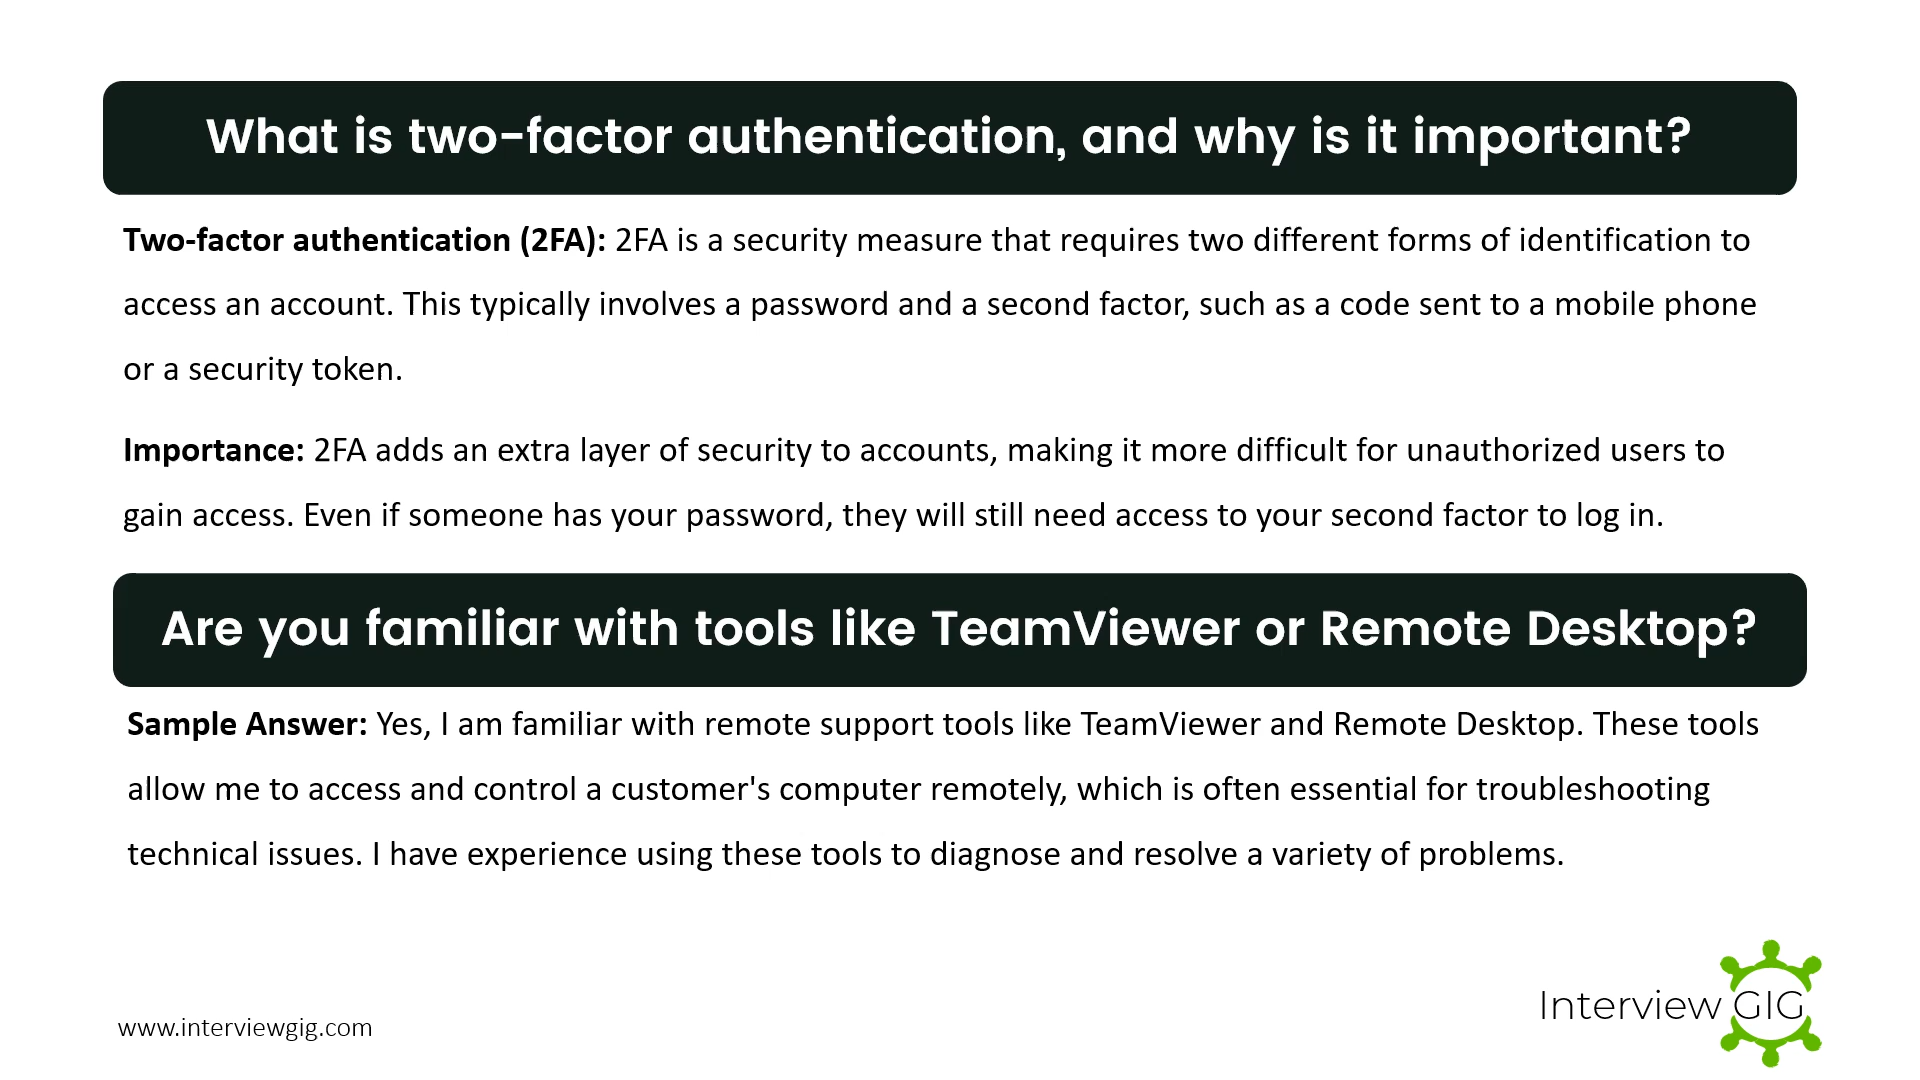 What is two-factor authentication, and why is it important?
Two-factor authentication (2FA): 2FA is a security measure that requires two different forms of identification to
access an account. This typically involves a password and a second factor, such as a code sent to a mobile phone
or a security token.
Importance: 2FA adds an extra layer of security to accounts, making it more difficult for unauthorized users to
gain access. Even if someone has your password, they will still need access to your second factor to log in.
Are you familiar with tools like TeamViewer or Remote Desktop?
Sample Answer: Yes, I am familiar with remote support tools like TeamViewer and Remote Desktop. These tools
allow me to access and control a customer's computer remotely, which is often essential for troubleshooting
technical issues. I have experience using these tools to diagnose and resolve a variety of problems.
Interview GIG
www.interviewgig.com